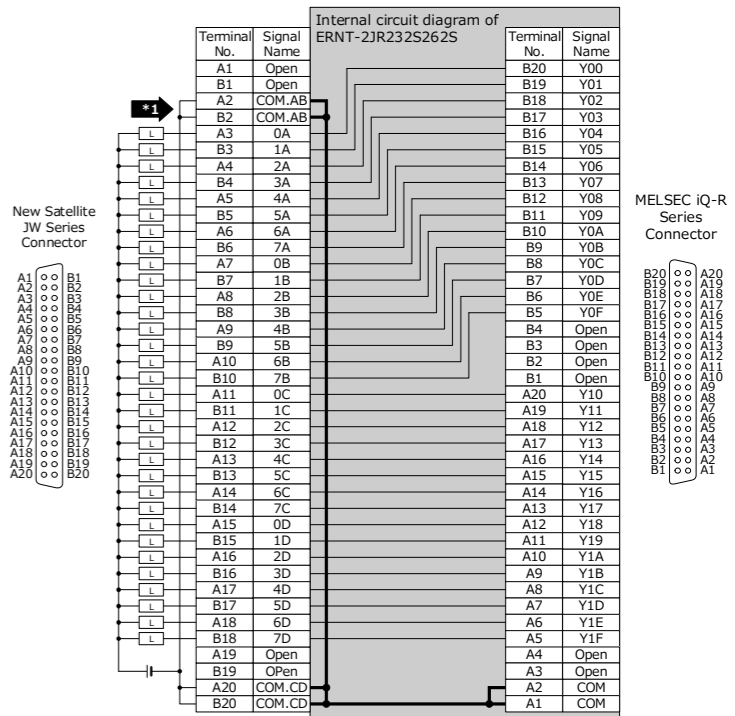 Internal circuit diagram of
ERNT-2JR232S262S
Terminal No. Signal Name Terminal No. Signal Name
A1 Open B20 Y00
B1 Open B19 Y01
*1
A2 COM.AB B18 Y02
B2 COM.AB B17 Y03
L A3 0A B16 Y04
L B3 1A B15 Y05
L A4 2A B14 Y06
L B4 3A B13 Y07
L A5 4A B12 Y08
L B5 5A B11 Y09
L A6 6A B10 Y0A
L B6 7A B9 Y0B
L A7 0B B8 Y0C
L B7 1B B7 Y0D
L A8 2B B6 Y0E
L B8 3B B5 Y0F
L A9 4B B4 Open
L B9 5B B3 Open
L A10 6B B2 Open
L B10 7B B1 Open
L A11 0C A20 Y10
L B11 1C A19 Y11
L A12 2C A18 Y12
L B12 3C A17 Y13
L A13 4C A16 Y14
L B13 5C A15 Y15
L A14 6C A14 Y16
L B14 7C A13 Y17
L A15 0D A12 Y18
L B15 1D A11 Y19
L A16 2D A10 Y1A
L B16 3D A9 Y1B
L A17 4D A8 Y1C
L B17 5D A7 Y1D
L A18 6D A6 Y1E
L B18 7D A5 Y1F
A19 Open A4 Open
B19 OPen A3 Open
A20 COM.CD A2 COM
B20 COM.CD A1 COM
New Satellite
JW Series
Connector
A1 B1
A2 B2
A3 B3
A4 B4
A5 B5
A6 B6
A7 B7
A8 B8
A9 B9
A10 B10
A11 B11
A12 B12
A13 B13
A14 B14
A15 B15
A16 B16
A17 B17
A18 B18
A19 B19
A20 B20
MELSEC iQ-R
Series
Connector
B20 A20
B19 A19
B18 A18
B17 A17
B16 A16
B15 A15
B14 A14
B13 A13
B12 A12
B11 A11
B10 A10
B9 A9
B8 A8
B7 A7
B6 A6
B5 A5
B4 A4
B3 A3
B2 A2
B1 A1